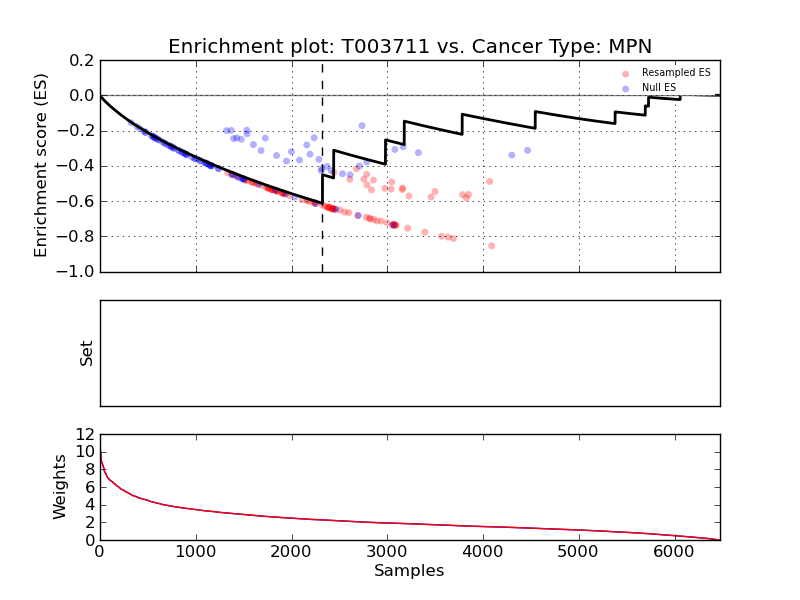 Enrichment plot: T003711 vs. Cancer Type: MPN
Enrichment score (ES)
0.2
0.0
−0.2
−0.4
−0.6
−0.8
−1.0
Resampled ES
Null ES
Set
Weights
12
10
8
6
4
2
0
0 1000 2000 3000 4000 5000 6000
Samples